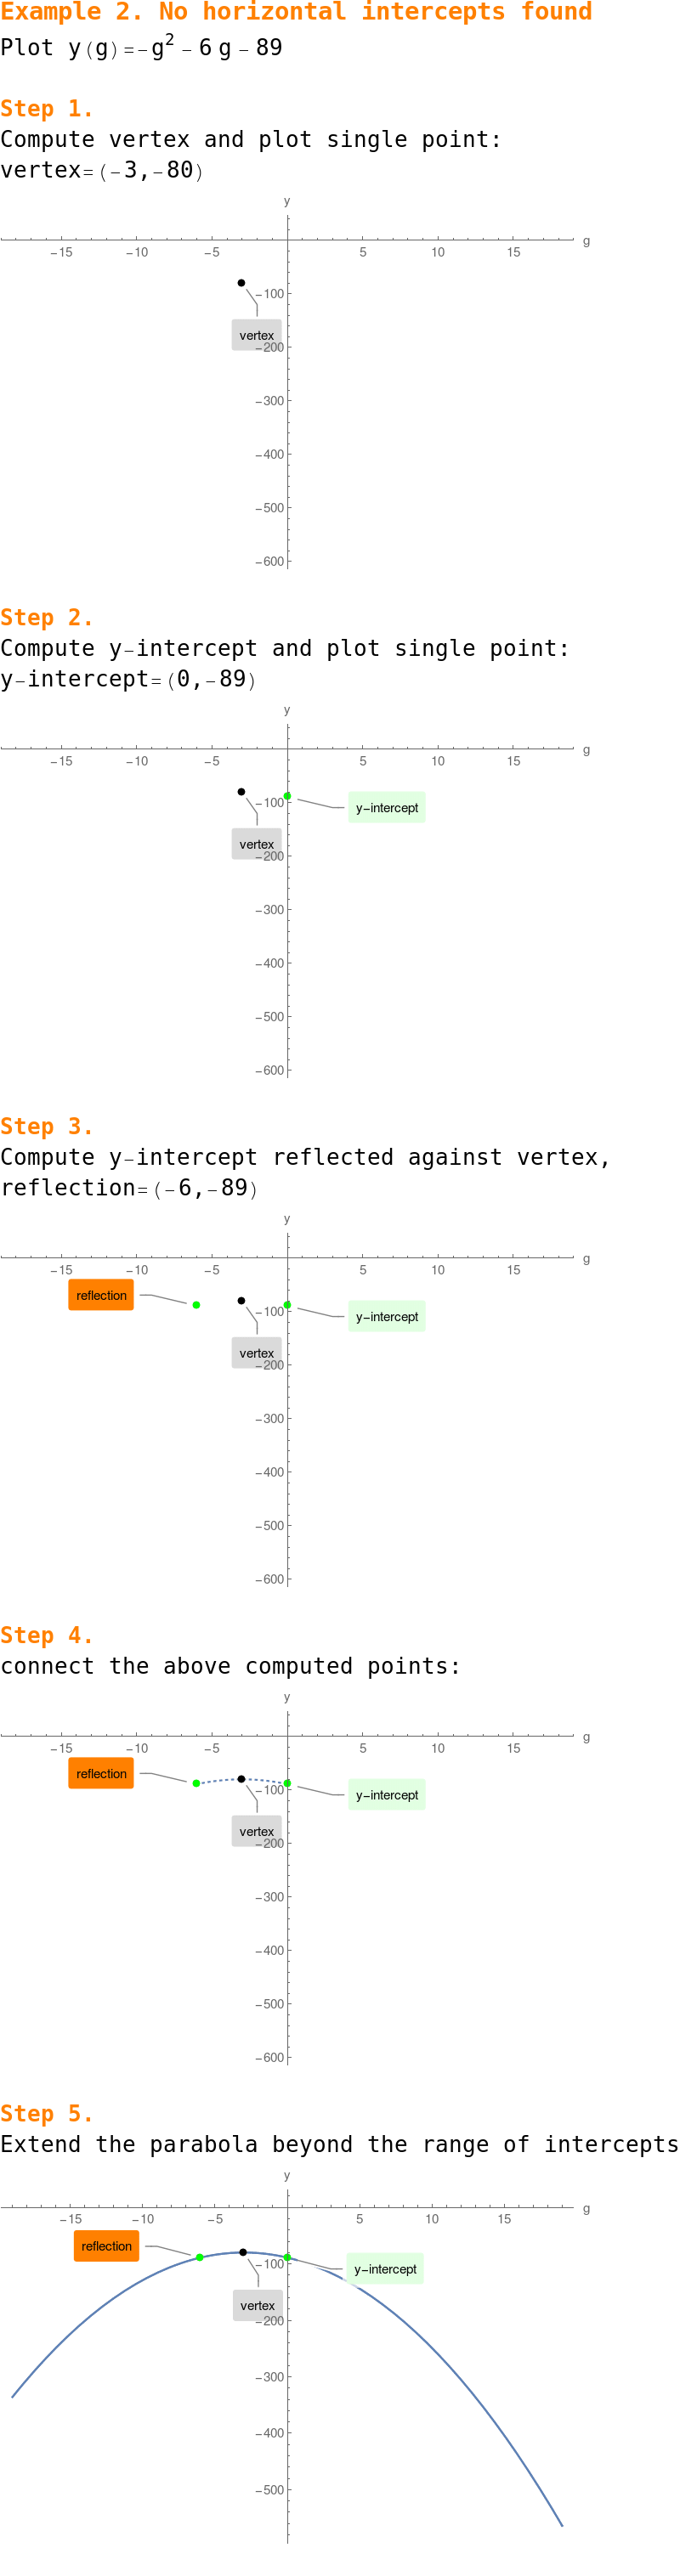 Example 2. No horizontal intercepts found
Plot y(g)=-g² - 6 g - 89
Step 1.
Compute vertex and plot single point:
vertex=(-3,-80)
y
g
-15 -10 -5 5 10 15
-100
vertex
-200
-300
-400
-500
-600
Step 2.
Compute y-intercept and plot single point:
y-intercept=(0,-89)
y
g
-15 -10 -5 5 10 15
-100
y-intercept
vertex
-200
-300
-400
-500
-600
Step 3.
Compute y-intercept reflected against vertex,
reflection=(-6,-89)
y
g
-15 -10 -5 5 10 15
reflection
-100
y-intercept
vertex
-200
-300
-400
-500
-600
Step 4.
connect the above computed points:
y
g
-15 -10 -5 5 10 15
reflection
-100
y-intercept
vertex
-200
-300
-400
-500
-600
Step 5.
Extend the parabola beyond the range of intercepts
y
g
-15 -10 -5 5 10 15
reflection
-100
y-intercept
vertex
-200
-300
-400
-500